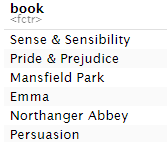 book
<fctr>
Sense & Sensibility
Pride & Prejudice
Mansfield Park
Emma
Northanger Abbey
Persuasion